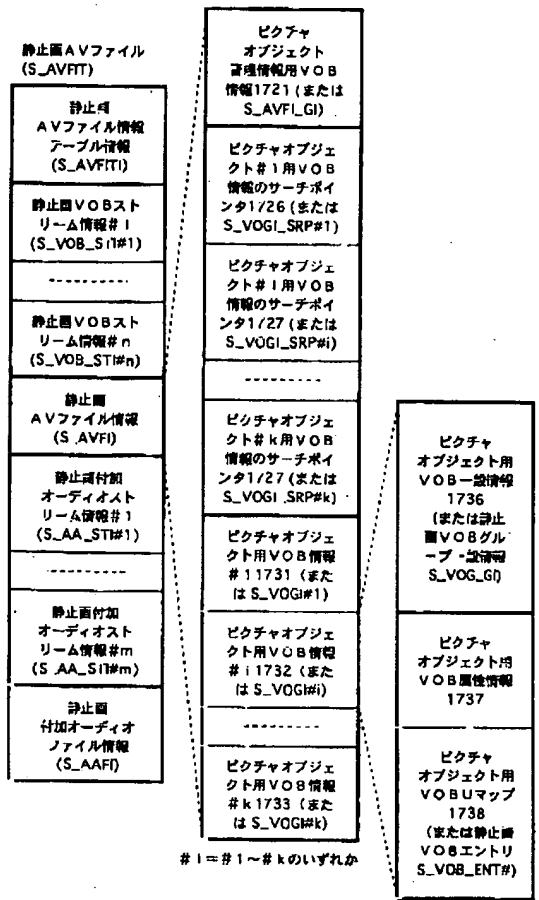 静止画AVファイル
(S_AVFIT)
静止画
AVファイル情報
テーブル情報
(S_AVFITI)
静止画VOBスト
リーム情報#1
(S_VOB_STI#1)
静止画VOBスト
リーム情報#n
(S_VOB_STI#n)
静止画
AVファイル情報
(S_AVFI)
静止画付加
オーディオスト
リーム情報#1
(S_AA_STI#1)
静止画付加
オーディオスト
リーム情報#m
(S_AA_STI#m)
静止画
付加オーディオ
ファイル情報
(S_AAFI)
ピクチャ
オブジェクト
管理情報用VOB
情報1721(または
S_AVFI_GI)
ピクチャオブジェ
クト#1用VOB
情報のサーチポイ
ンタ1726(または
S_VOGI_SRP#1)
ピクチャオブジェ
クト#i用VOB
情報のサーチポイ
ンタ1727(または
S_VOGI_SRP#i)
ピクチャオブジェ
クト#k用VOB
情報のサーチポイ
ンタ1727(または
S_VOGI_SRP#k)
ピクチャオブジェ
クト用VOB情報
#11731(また
はS_VOGI#1)
ピクチャオブジェ
クト用VOB情報
#i1732(また
はS_VOGI#i)
ピクチャオブジェ
クト用VOB情報
#k1733(また
はS_VOGI#k)
#i=#1~#kのいずれか
ピクチャ
オブジェクト用
VOB一般情報
1736
(または静止
画VOBグル
ープ一般情報
S_VOG_GI)
ピクチャ
オブジェクト用
VOB属性情報
1737
ピクチャ
オブジェクト用
VOBUマップ
1738
(または静止画
VOBエントリ
S_VOB_ENT#)